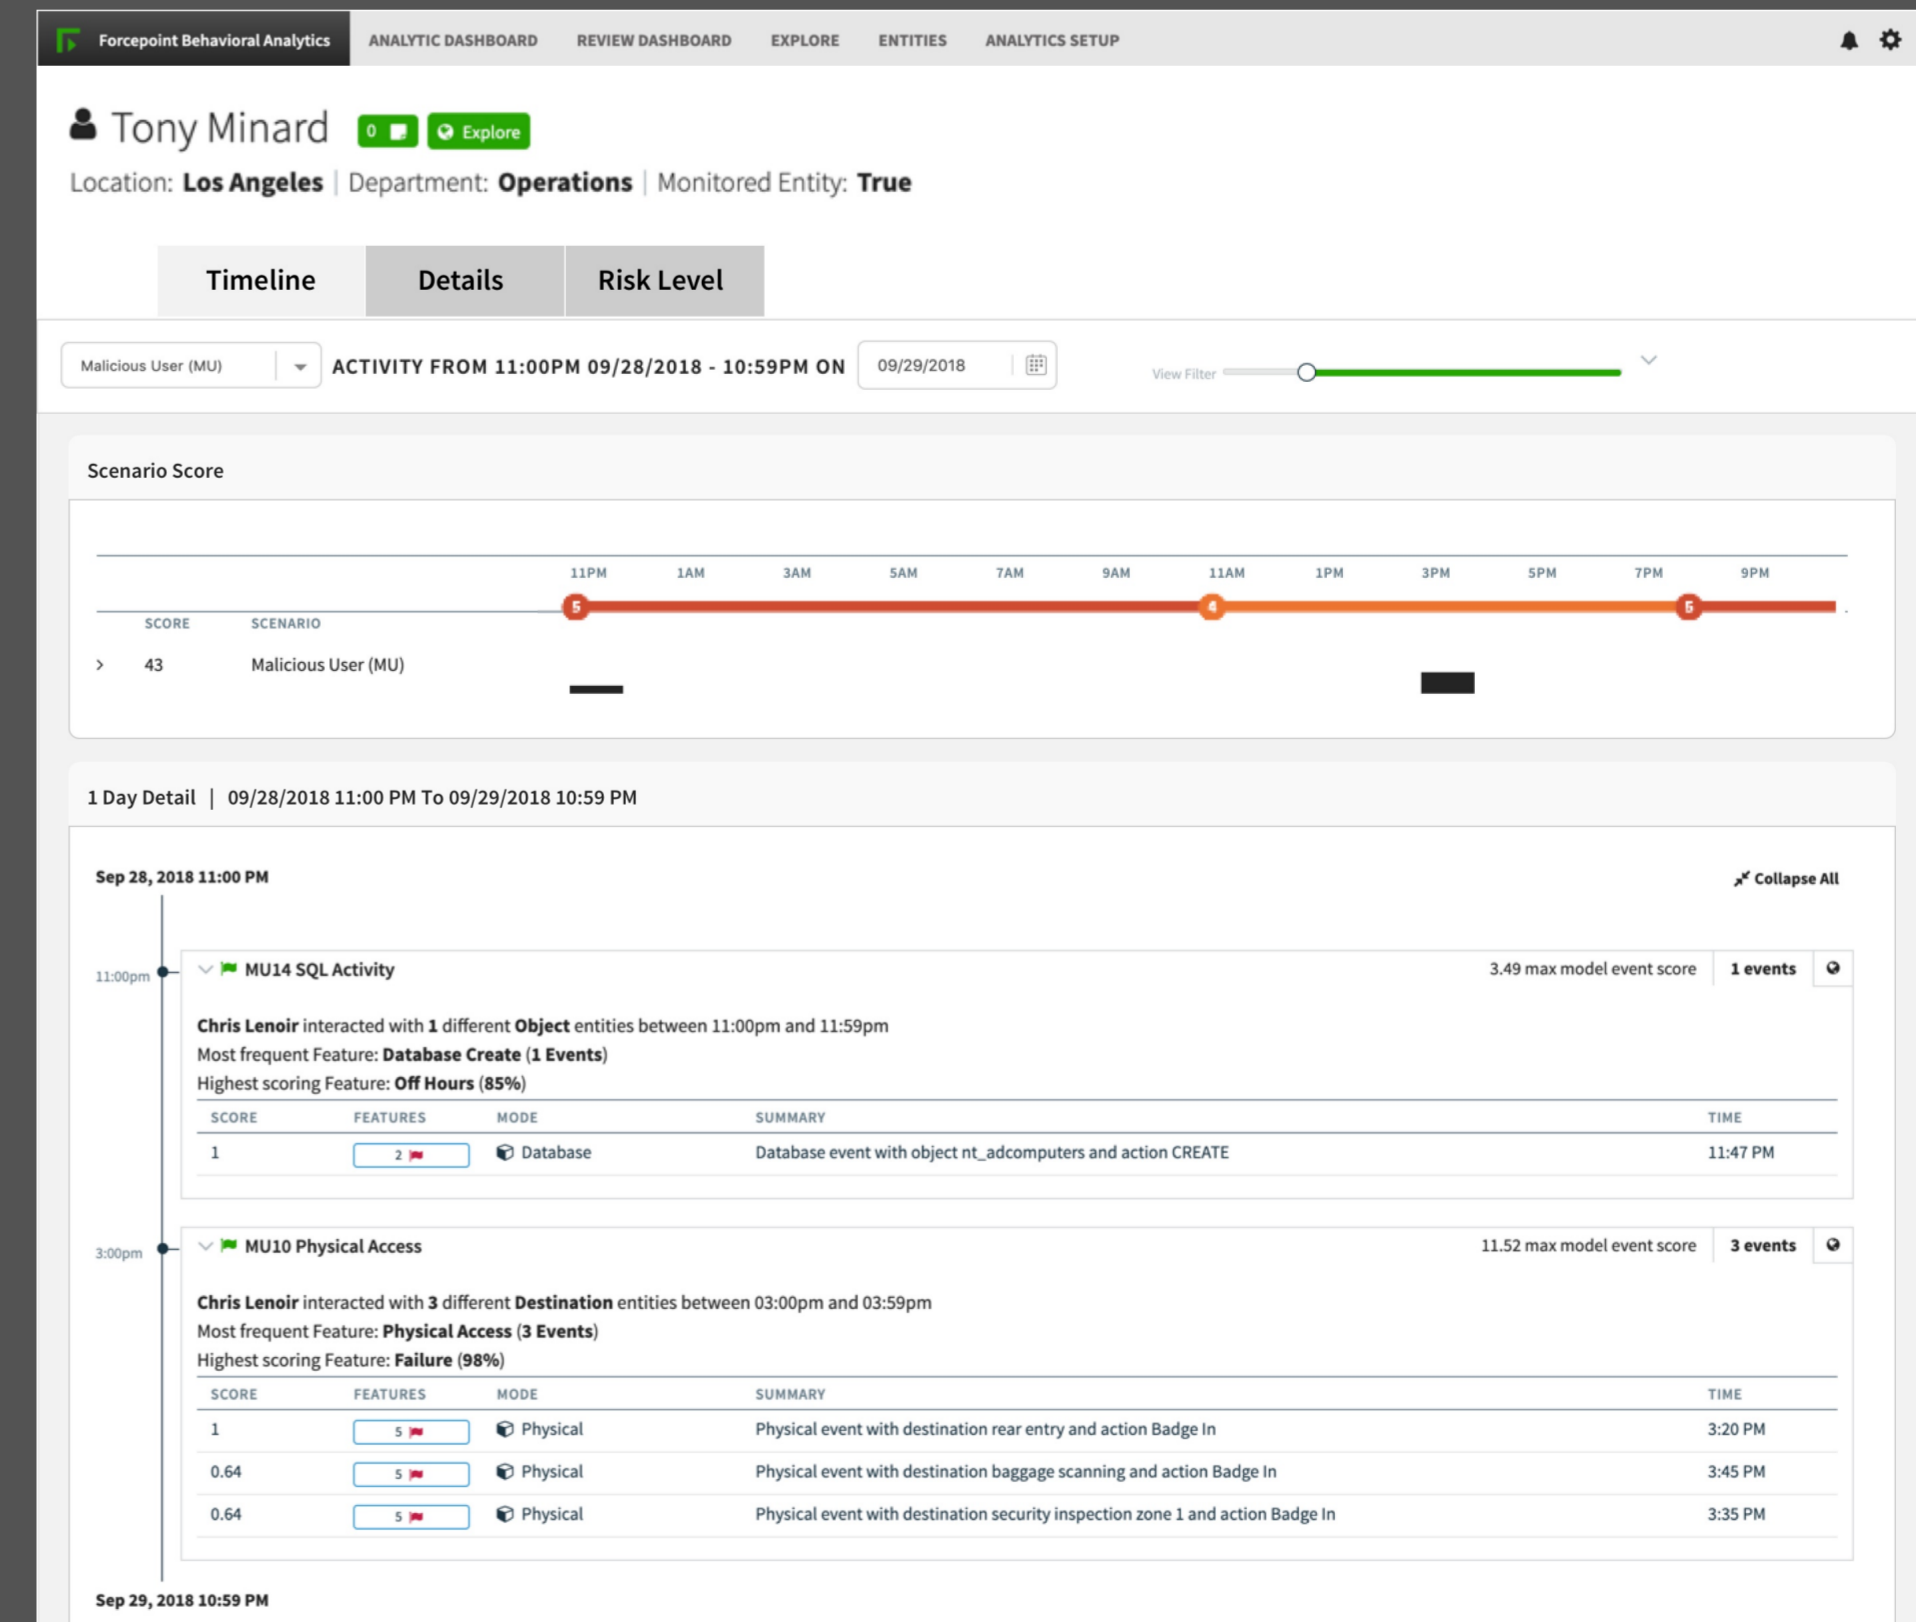 Forcepoint Behavioral Analytics ANALYTIC DASHBOARD REVIEW DASHBOARD EXPLORE ENTITIES ANALYTICS SETUP
Tony Minard 0 Explore
Location: Los Angeles | Department: Operations | Monitored Entity: True
Timeline Details Risk Level
Malicious User (MU) ACTIVITY FROM 11:00PM 09/28/2018 - 10:59PM ON 09/29/2018 View Filter
Scenario Score
11PM 1AM 3AM 5AM 7AM 9AM 11AM 1PM 3PM 5PM 7PM 9PM
5 4 5
SCORE SCENARIO
43 Malicious User (MU)
1 Day Detail | 09/28/2018 11:00 PM To 09/29/2018 10:59 PM
Sep 28, 2018 11:00 PM Collapse All
11:00pm MU14 SQL Activity 3.49 max model event score 1 events
Chris Lenoir interacted with 1 different Object entities between 11:00pm and 11:59pm
Most frequent Feature: Database Create (1 Events)
Highest scoring Feature: Off Hours (85%)
SCORE FEATURES MODE SUMMARY TIME
1 2 Database Database event with object nt_adcomputers and action CREATE 11:47 PM
3:00pm MU10 Physical Access 11.52 max model event score 3 events
Chris Lenoir interacted with 3 different Destination entities between 03:00pm and 03:59pm
Most frequent Feature: Physical Access (3 Events)
Highest scoring Feature: Failure (98%)
SCORE FEATURES MODE SUMMARY TIME
1 5 Physical Physical event with destination rear entry and action Badge In 3:20 PM
0.64 5 Physical Physical event with destination baggage scanning and action Badge In 3:45 PM
0.64 5 Physical Physical event with destination security inspection zone 1 and action Badge In 3:35 PM
Sep 29, 2018 10:59 PM